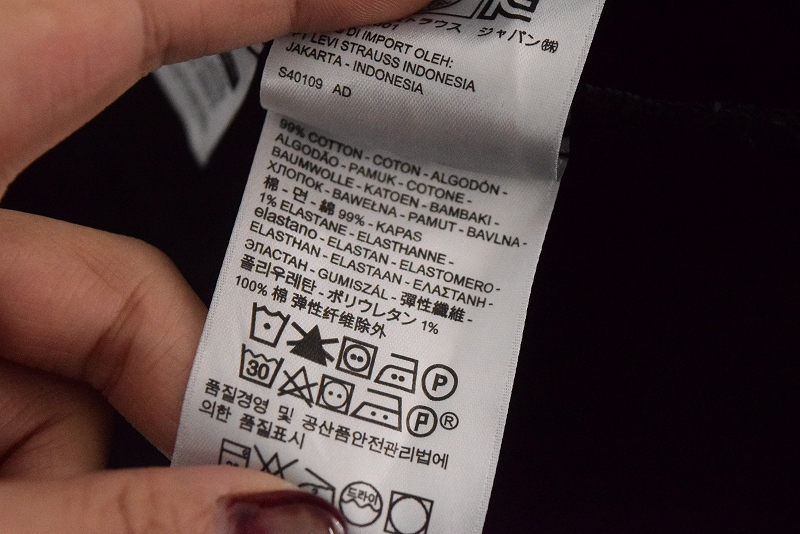 トラウス ジャパン㈱
DI IMPORT OLEH:
PT LEVI STRAUSS INDONESIA
JAKARTA - INDONESIA
S40109 AD
99% COTTON - COTON - ALGODÓN -
ALGODÃO - PAMUK - COTONE -
BAUMWOLLE - KATOEN - BAMBAKI -
ХЛОПОК - BAWEŁNA - PAMUT - BAVLNA -
棉 - 면 - 綿 99% - KAPAS
1% ELASTANE - ELASTHANNE -
elastano - ELASTAN - ELASTOMERO -
ELASTHAN - ELASTAAN - ΕΛΑΣΤΑΝΗ -
ЭЛАСТАН - GUMISZÁL - 彈性纖維 -
폴리우레탄 - ポリウレタン 1%
100% 棉 弹性纤维除外
P
30 P®
품질경영 및 공산품안전관리법에
의한 품질표시
드라이